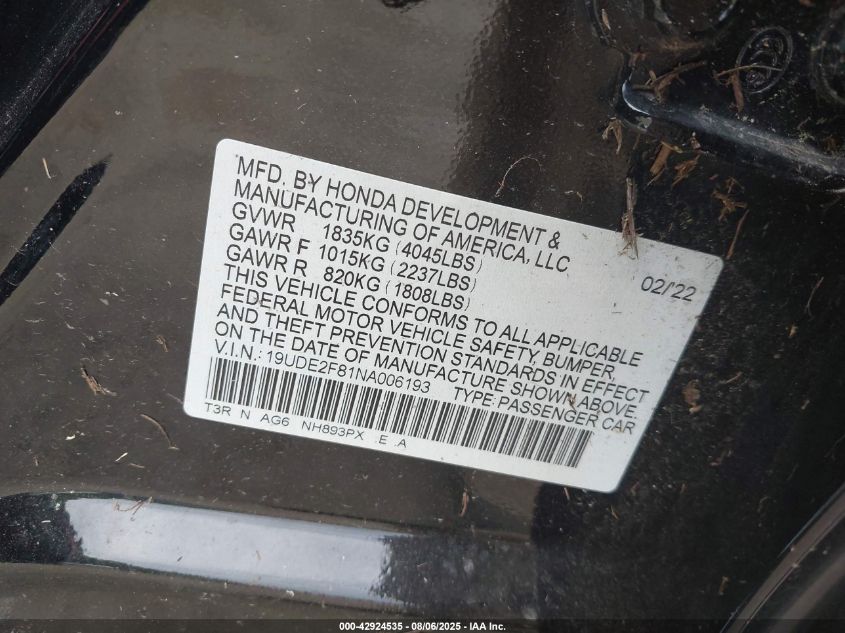 MFD. BY HONDA DEVELOPMENT &
MANUFACTURING OF AMERICA, LLC
GVWR 1835KG (4045LBS) 02/22
GAWR F 1015KG (2237LBS)
GAWR R 820KG (1808LBS)
THIS VEHICLE CONFORMS TO ALL APPLICABLE
FEDERAL MOTOR VEHICLE SAFETY, BUMPER,
AND THEFT PREVENTION STANDARDS IN EFFECT
ON THE DATE OF MANUFACTURE SHOWN ABOVE.
V.I.N.: 19UDE2F81NA006193 TYPE:PASSENGER CAR
T3R N AG6 NH893PX E A
000-42924535 - 08/06/2025 - IAA Inc.